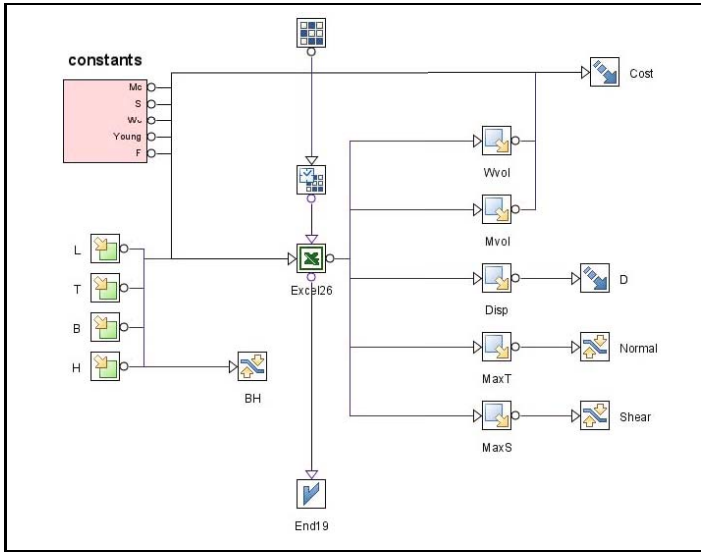 constants
Mc
S
Wc
Young
F
Cost
Wvol
Mvol
L
T
B
H
BH
Excel26
Disp
D
MaxT
Normal
MaxS
Shear
End19